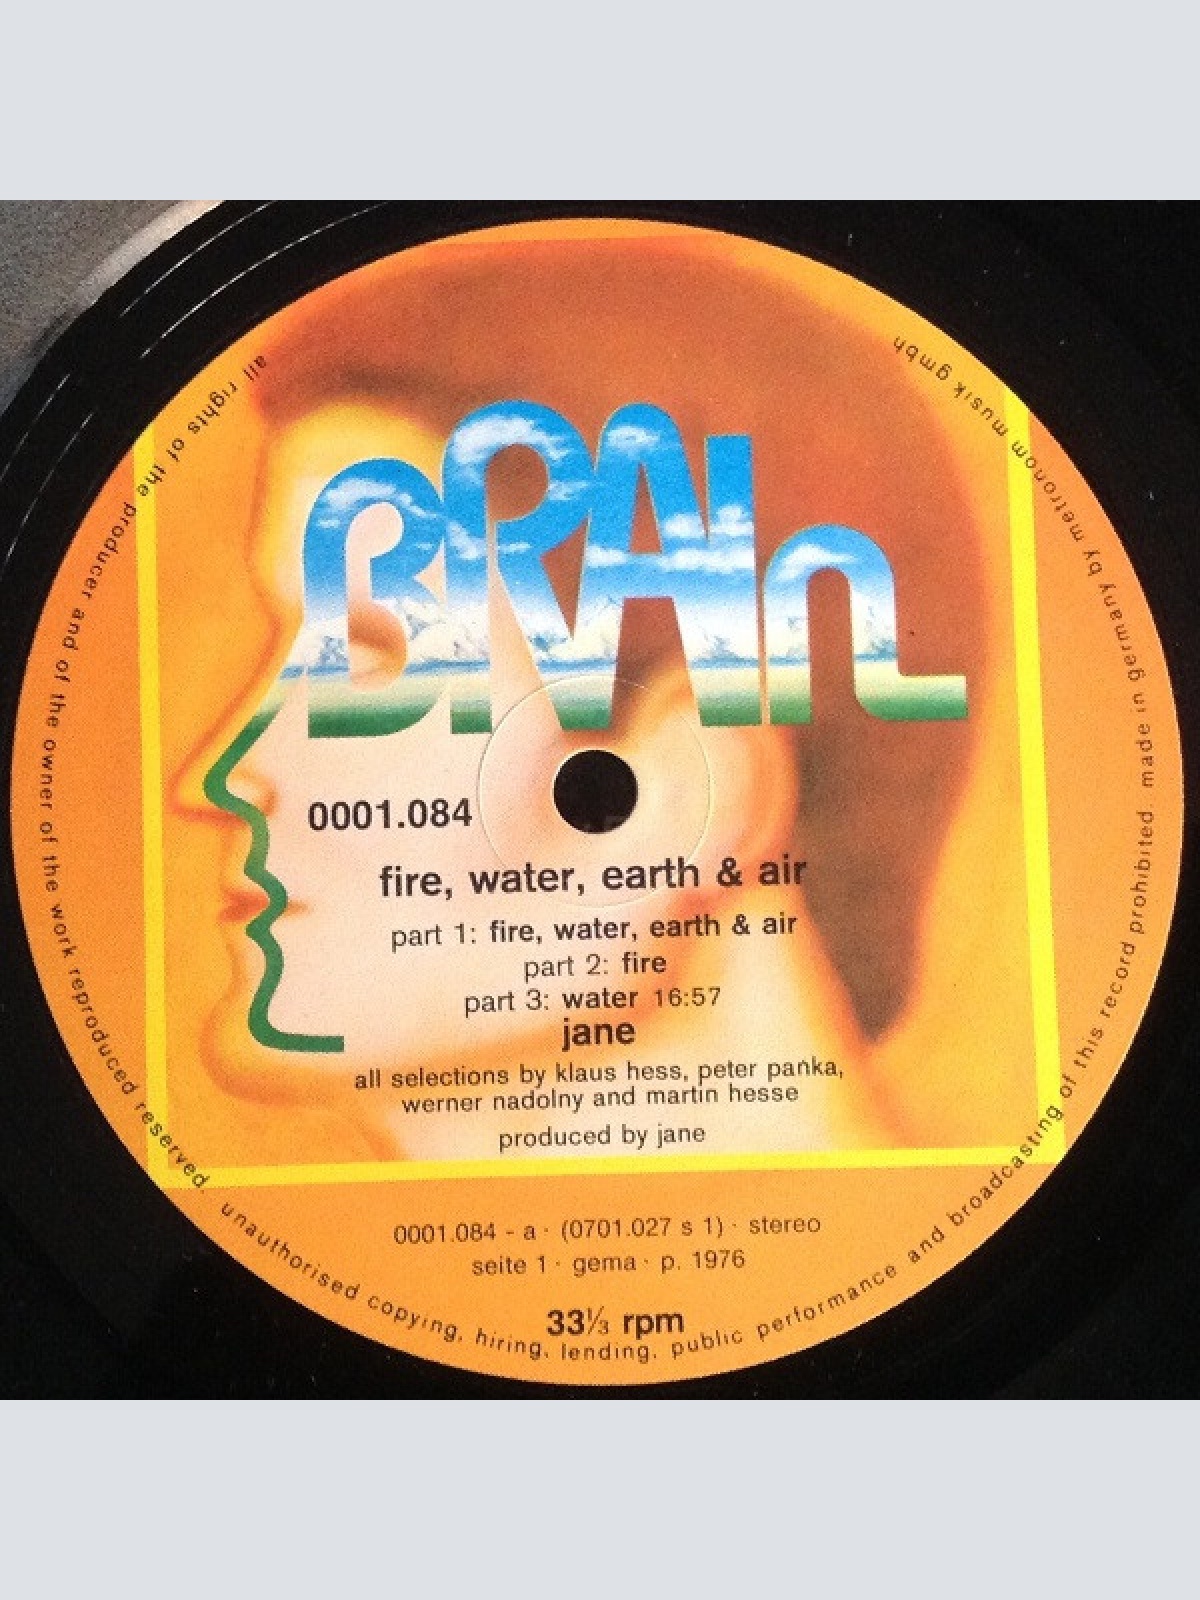 BRAIn
0001.084
fire, water, earth & air
part 1: fire, water, earth & air
part 2: fire
part 3: water 16:57
jane
all selections by klaus hess, peter panka,
werner nadolny and martin hesse
produced by jane
0001.084 - a · (0701.027 s 1) · stereo
seite 1 · gema · p. 1976
33⅓ rpm
all rights of the producer and of the owner of the work reproduced reserved. unauthorised copying, hiring, lending, public performance and broadcasting of this record prohibited. made in germany by metronom musik gmbh